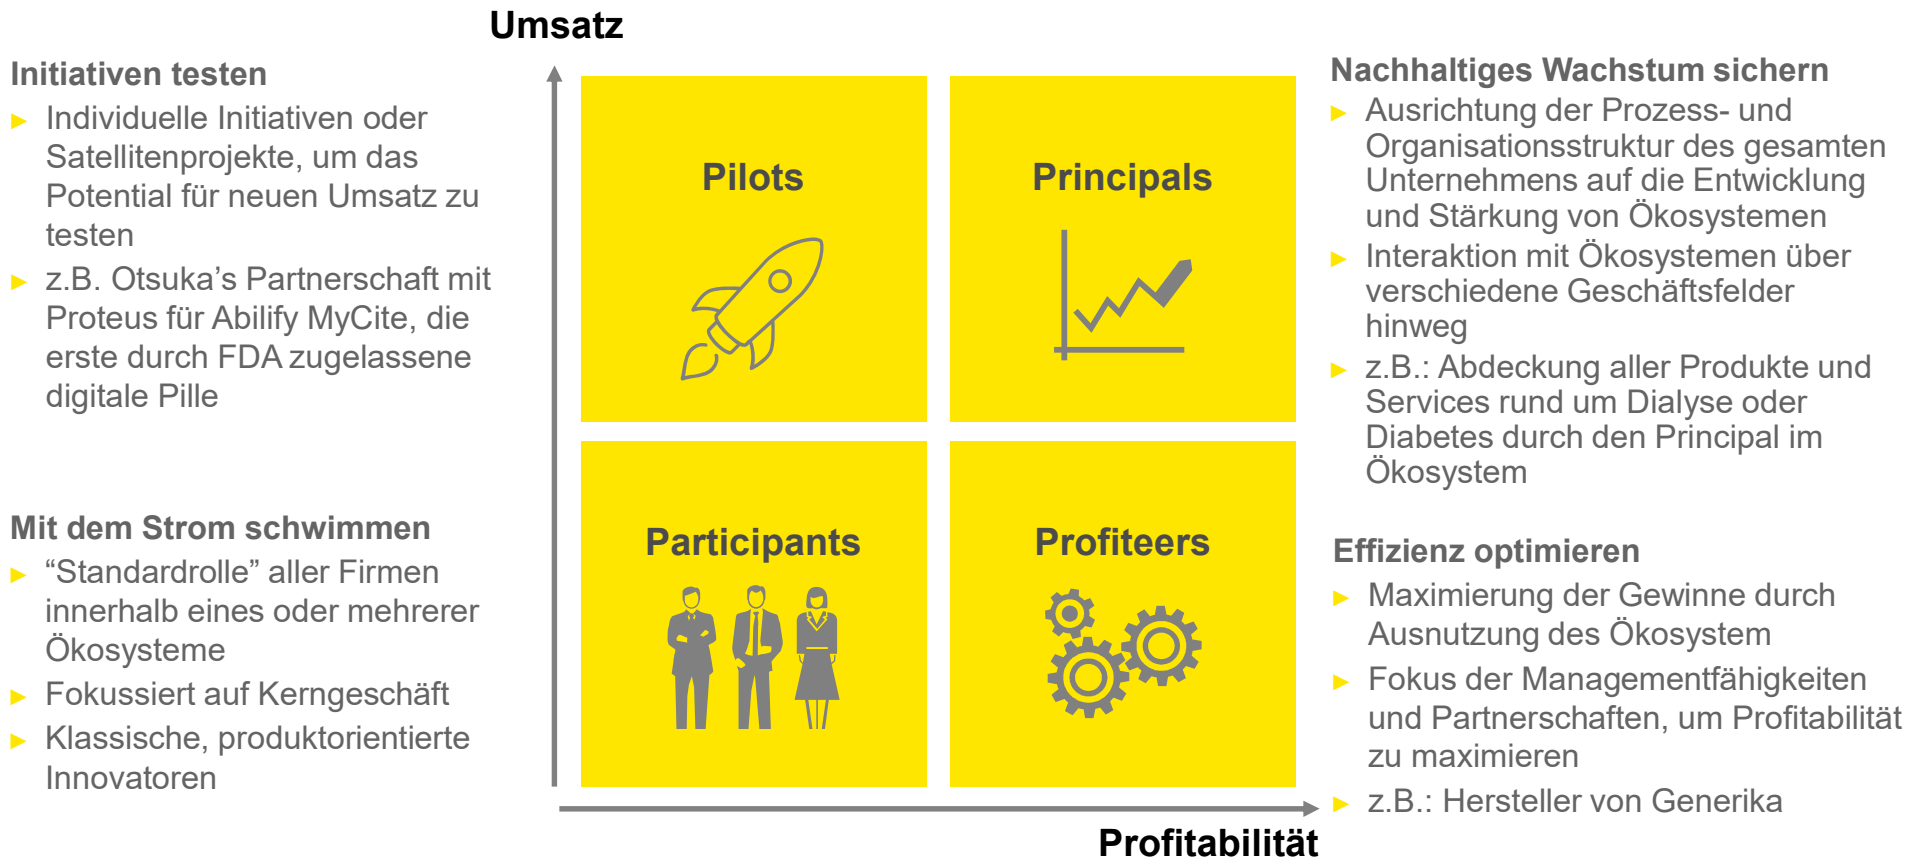 Umsatz
Initiativen testen
► Individuelle Initiativen oder
Satellitenprojekte, um das
Potential für neuen Umsatz zu
testen
► z.B. Otsuka’s Partnerschaft mit
Proteus für Abilify MyCite, die
erste durch FDA zugelassene
digitale Pille
Mit dem Strom schwimmen
► “Standardrolle” aller Firmen
innerhalb eines oder mehrerer
Ökosysteme
► Fokussiert auf Kerngeschäft
► Klassische, produktorientierte
Innovatoren
Pilots
Principals
Participants
Profiteers
Nachhaltiges Wachstum sichern
► Ausrichtung der Prozess- und
Organisationsstruktur des gesamten
Unternehmens auf die Entwicklung
und Stärkung von Ökosystemen
► Interaktion mit Ökosystemen über
verschiedene Geschäftsfelder
hinweg
► z.B.: Abdeckung aller Produkte und
Services rund um Dialyse oder
Diabetes durch den Principal im
Ökosystem
Effizienz optimieren
► Maximierung der Gewinne durch
Ausnutzung des Ökosystem
► Fokus der Managementfähigkeiten
und Partnerschaften, um Profitabilität
zu maximieren
► z.B.: Hersteller von Generika
Profitabilität